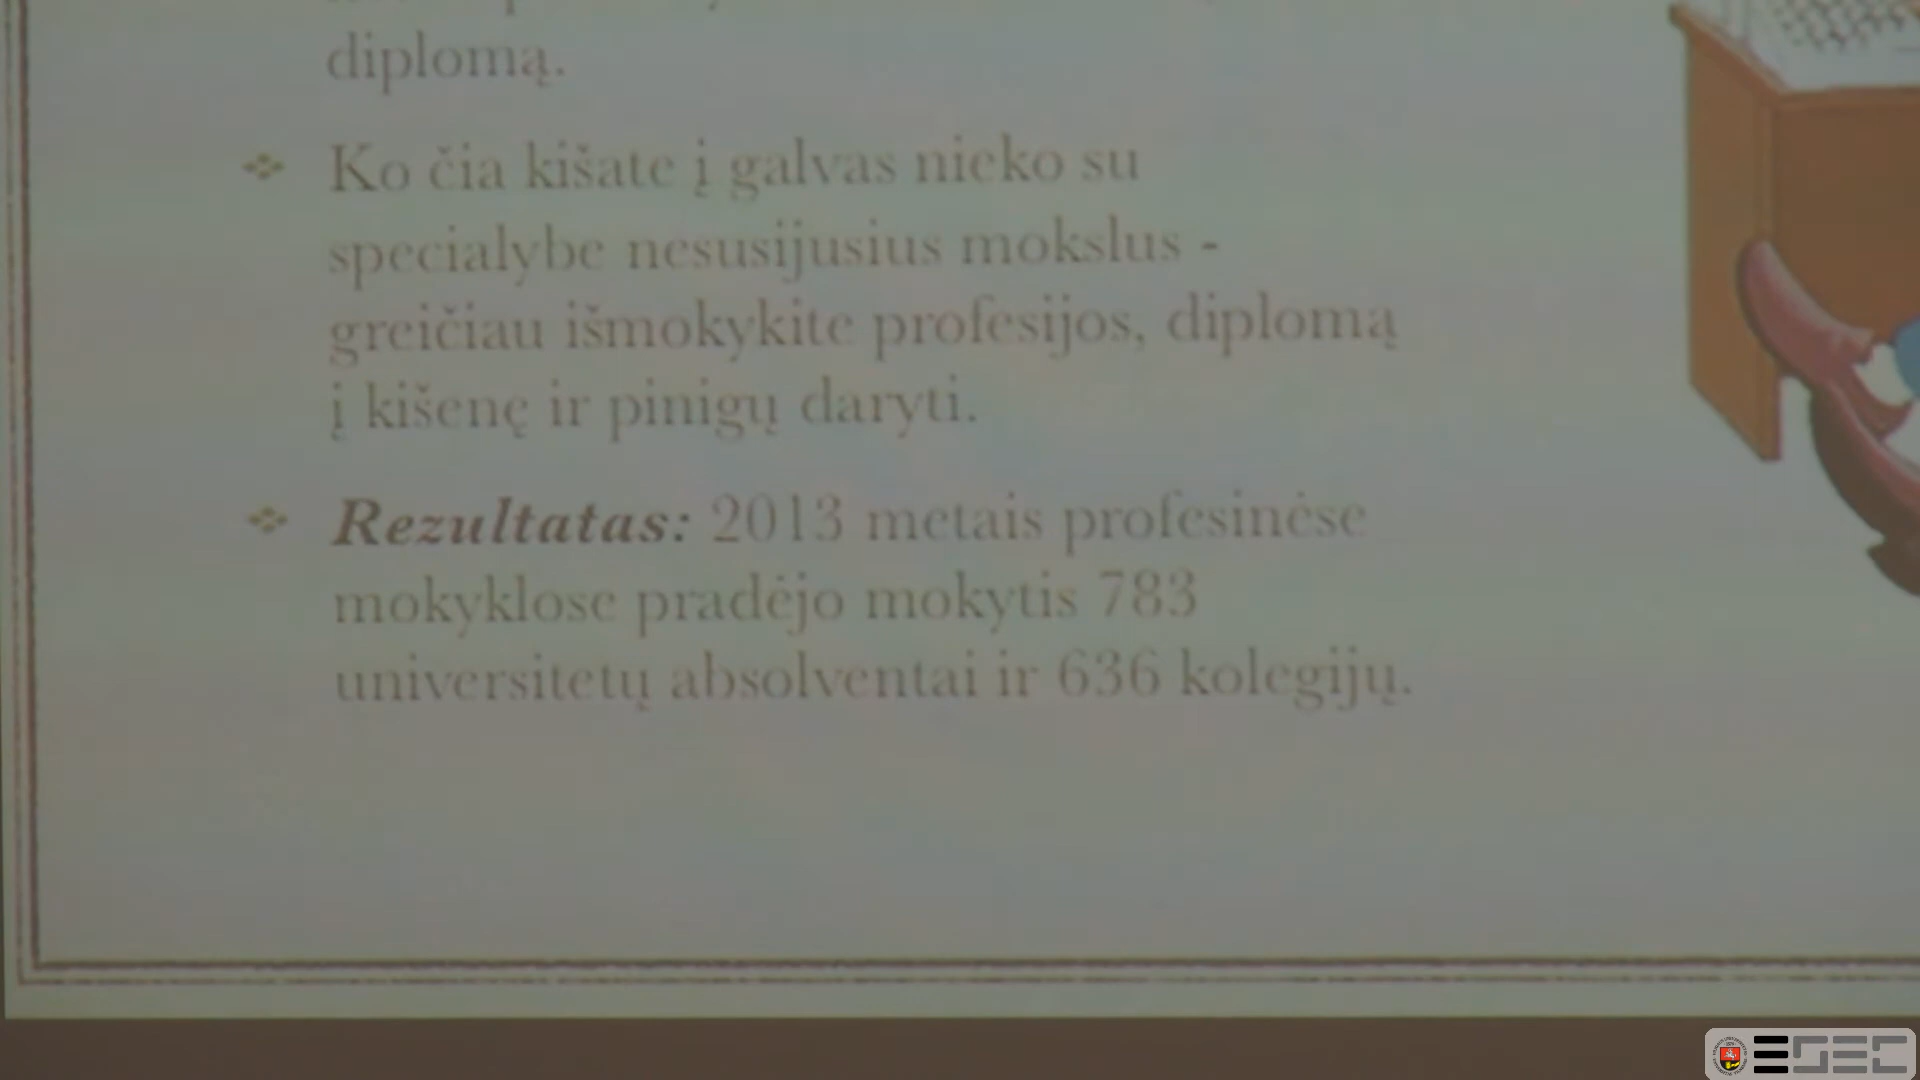 diplomą.
Ko čia kišate į galvas nieko su
specialybe nesusijusius mokslus -
greičiau išmokykite profesijos, diplomą
į kišenę ir pinigų daryti.
Rezultatas: 2013 metais profesinėse
mokyklose pradėjo mokytis 783
universitetų absolventai ir 636 kolegijų.
ESEC